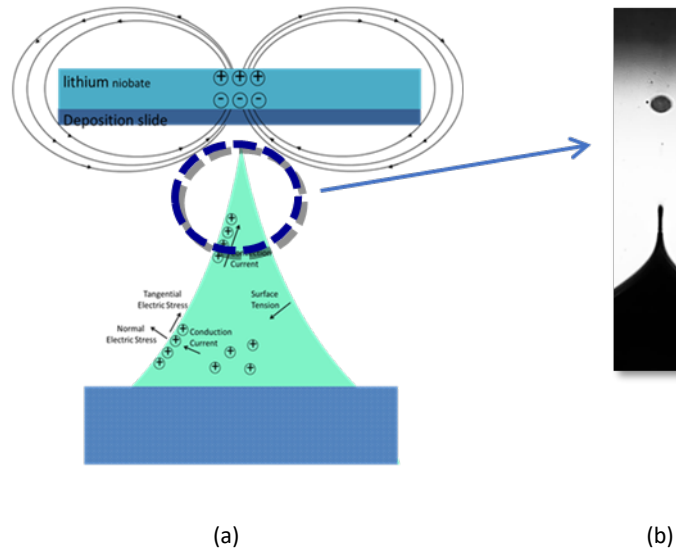 lithium niobate
Deposition slide
Current
Tangential
Electric Stress
Surface
Tension
Normal
Electric Stress
Conduction
Current
(a)
(b)